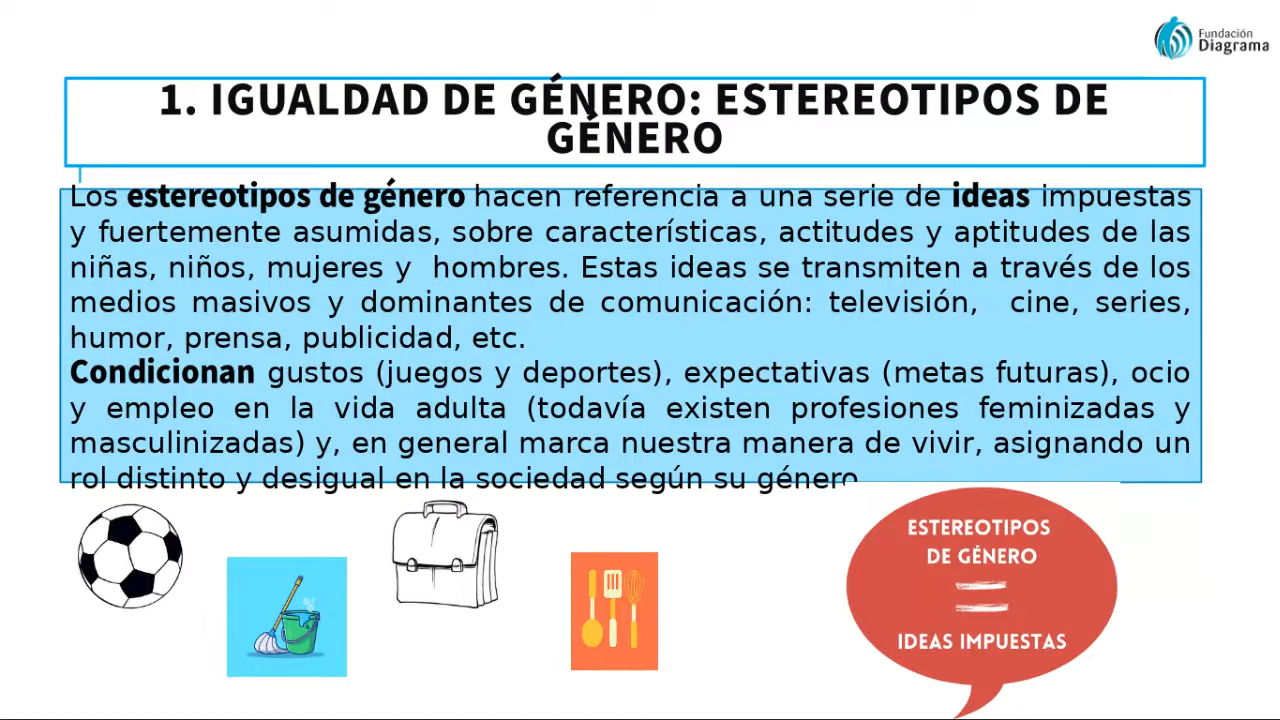 Fundación
Diagrama
1. IGUALDAD DE GÉNERO: ESTEREOTIPOS DE
GÉNERO
Los estereotipos de género hacen referencia a una serie de ideas impuestas
y fuertemente asumidas, sobre características, actitudes y aptitudes de las
niñas, niños, mujeres y hombres. Estas ideas se transmiten a través de los
medios masivos y dominantes de comunicación: televisión, cine, series,
humor, prensa, publicidad, etc.
Condicionan gustos (juegos y deportes), expectativas (metas futuras), ocio
y empleo en la vida adulta (todavía existen profesiones feminizadas y
masculinizadas) y, en general marca nuestra manera de vivir, asignando un
rol distinto y desigual en la sociedad según su género
ESTEREOTIPOS
DE GÉNERO
=
IDEAS IMPUESTAS